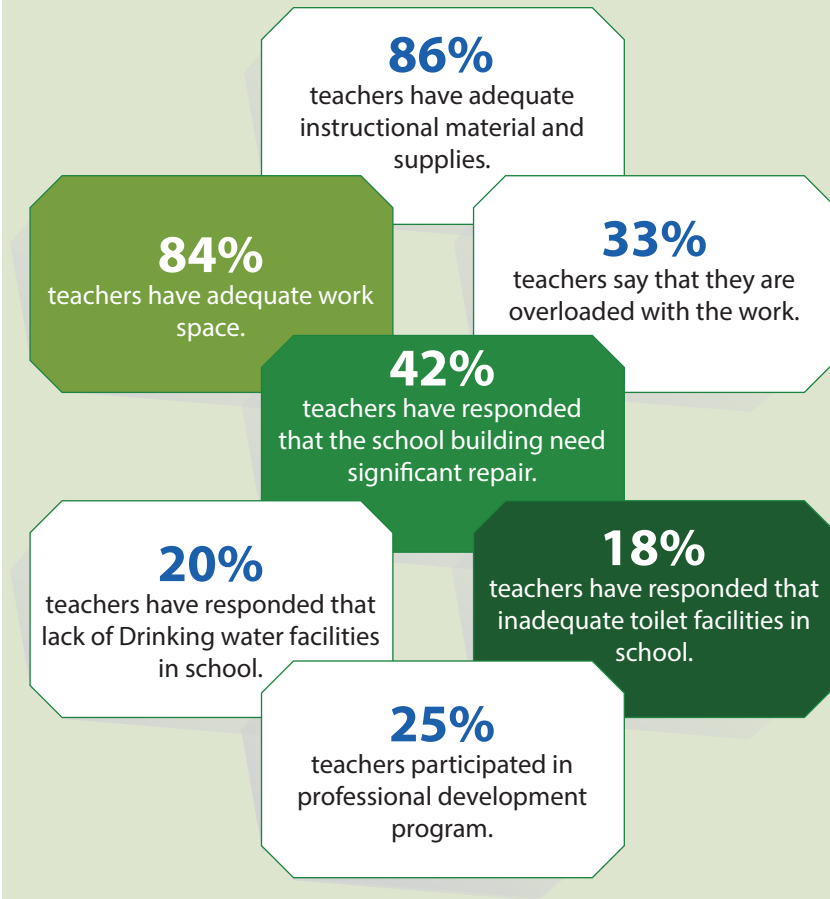 86%
teachers have adequate
instructional material and
supplies.
84%
teachers have adequate work
space.
33%
teachers say that they are
overloaded with the work.
42%
teachers have responded
that the school building need
significant repair.
20%
teachers have responded that
lack of Drinking water facilities
in school.
18%
teachers have responded that
inadequate toilet facilities in
school.
25%
teachers participated in
professional development
program.